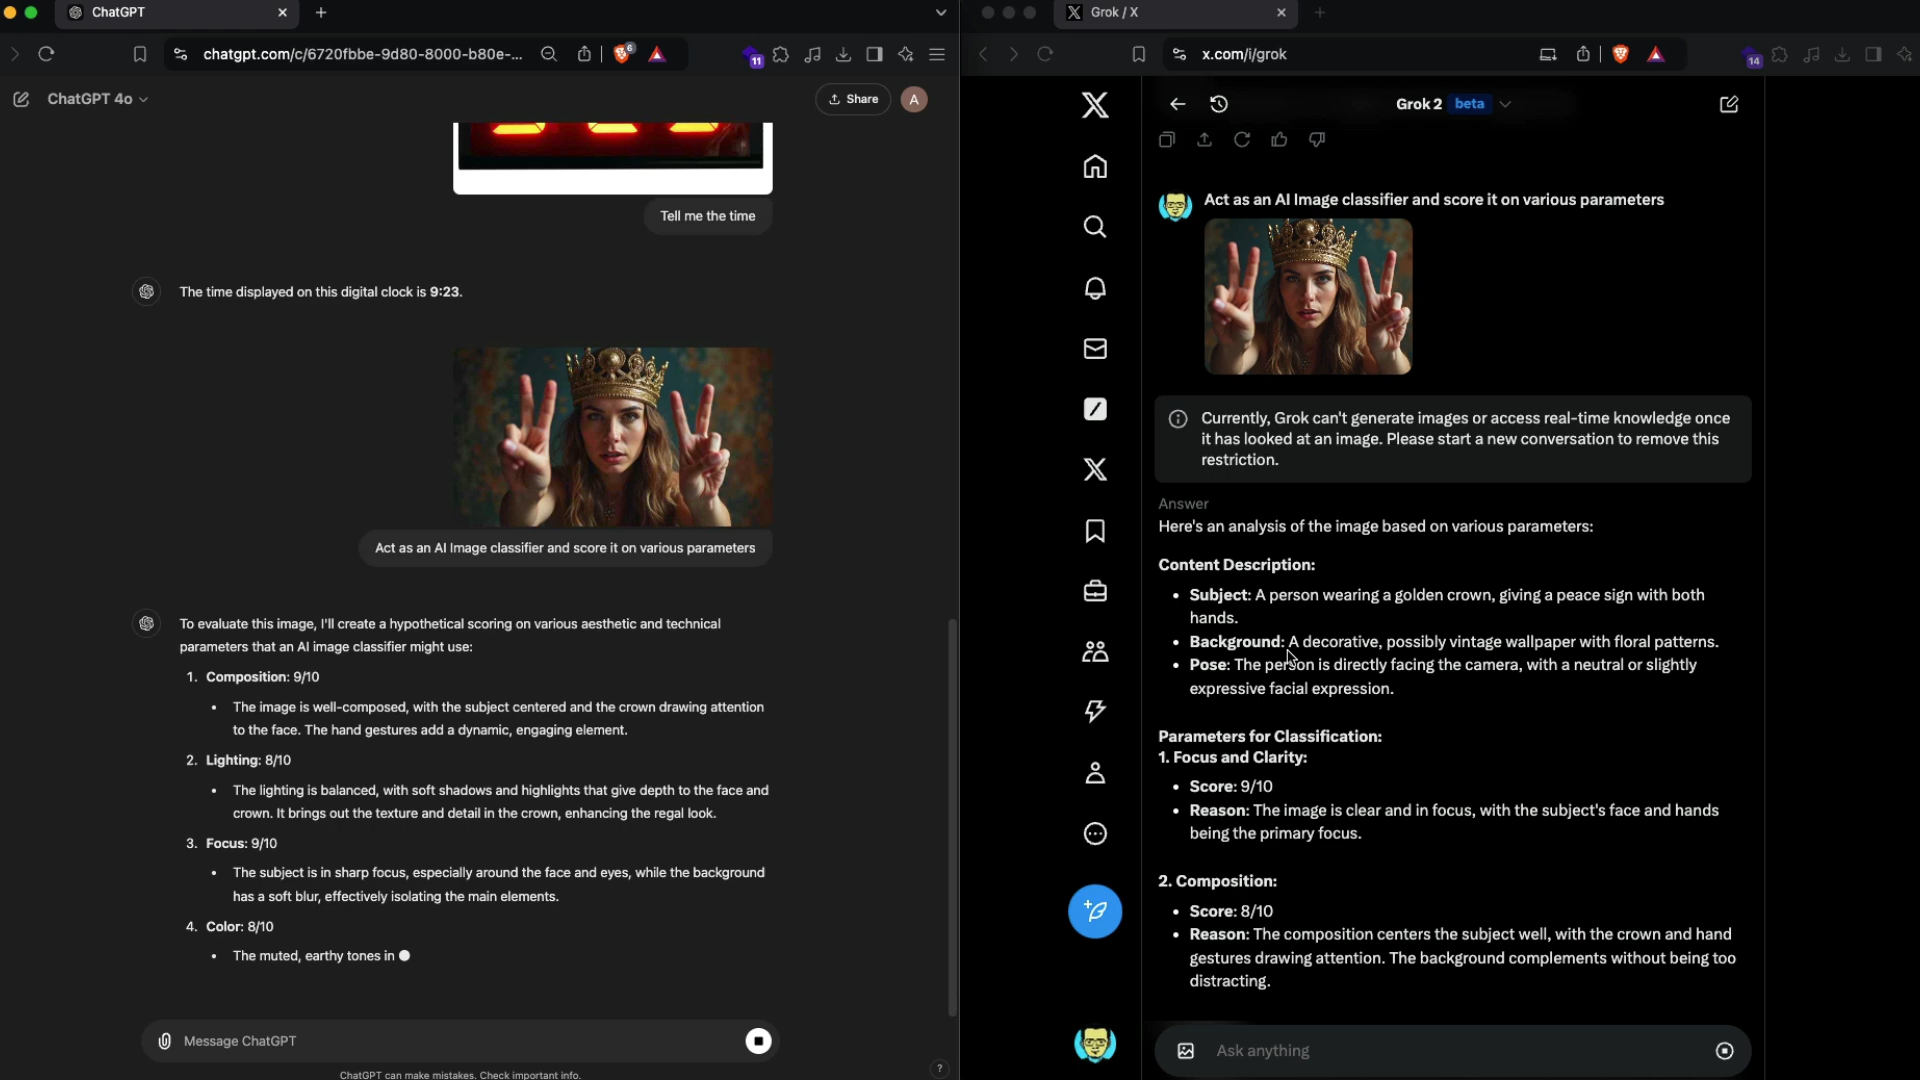 ChatGPT
chatgpt.com/c/6720fbbe-9d80-8000-b80e-...
6
11
ChatGPT 4o
Share
A
Tell me the time
The time displayed on this digital clock is 9:23.
Act as an AI Image classifier and score it on various parameters
To evaluate this image, I'll create a hypothetical scoring on various aesthetic and technical
parameters that an AI image classifier might use:
1. Composition: 9/10
• The image is well-composed, with the subject centered and the crown drawing attention
to the face. The hand gestures add a dynamic, engaging element.
2. Lighting: 8/10
• The lighting is balanced, with soft shadows and highlights that give depth to the face and
crown. It brings out the texture and detail in the crown, enhancing the regal look.
3. Focus: 9/10
• The subject is in sharp focus, especially around the face and eyes, while the background
has a soft blur, effectively isolating the main elements.
4. Color: 8/10
• The muted, earthy tones in
Message ChatGPT
ChatGPT can make mistakes. Check important info.
?
Grok / X
x.com/i/grok
14
Grok 2 beta
Act as an AI Image classifier and score it on various parameters
Currently, Grok can't generate images or access real-time knowledge once
it has looked at an image. Please start a new conversation to remove this
restriction.
Answer
Here's an analysis of the image based on various parameters:
Content Description:
• Subject: A person wearing a golden crown, giving a peace sign with both
hands.
• Background: A decorative, possibly vintage wallpaper with floral patterns.
• Pose: The person is directly facing the camera, with a neutral or slightly
expressive facial expression.
Parameters for Classification:
1. Focus and Clarity:
• Score: 9/10
• Reason: The image is clear and in focus, with the subject's face and hands
being the primary focus.
2. Composition:
• Score: 8/10
• Reason: The composition centers the subject well, with the crown and hand
gestures drawing attention. The background complements without being too
distracting.
Ask anything